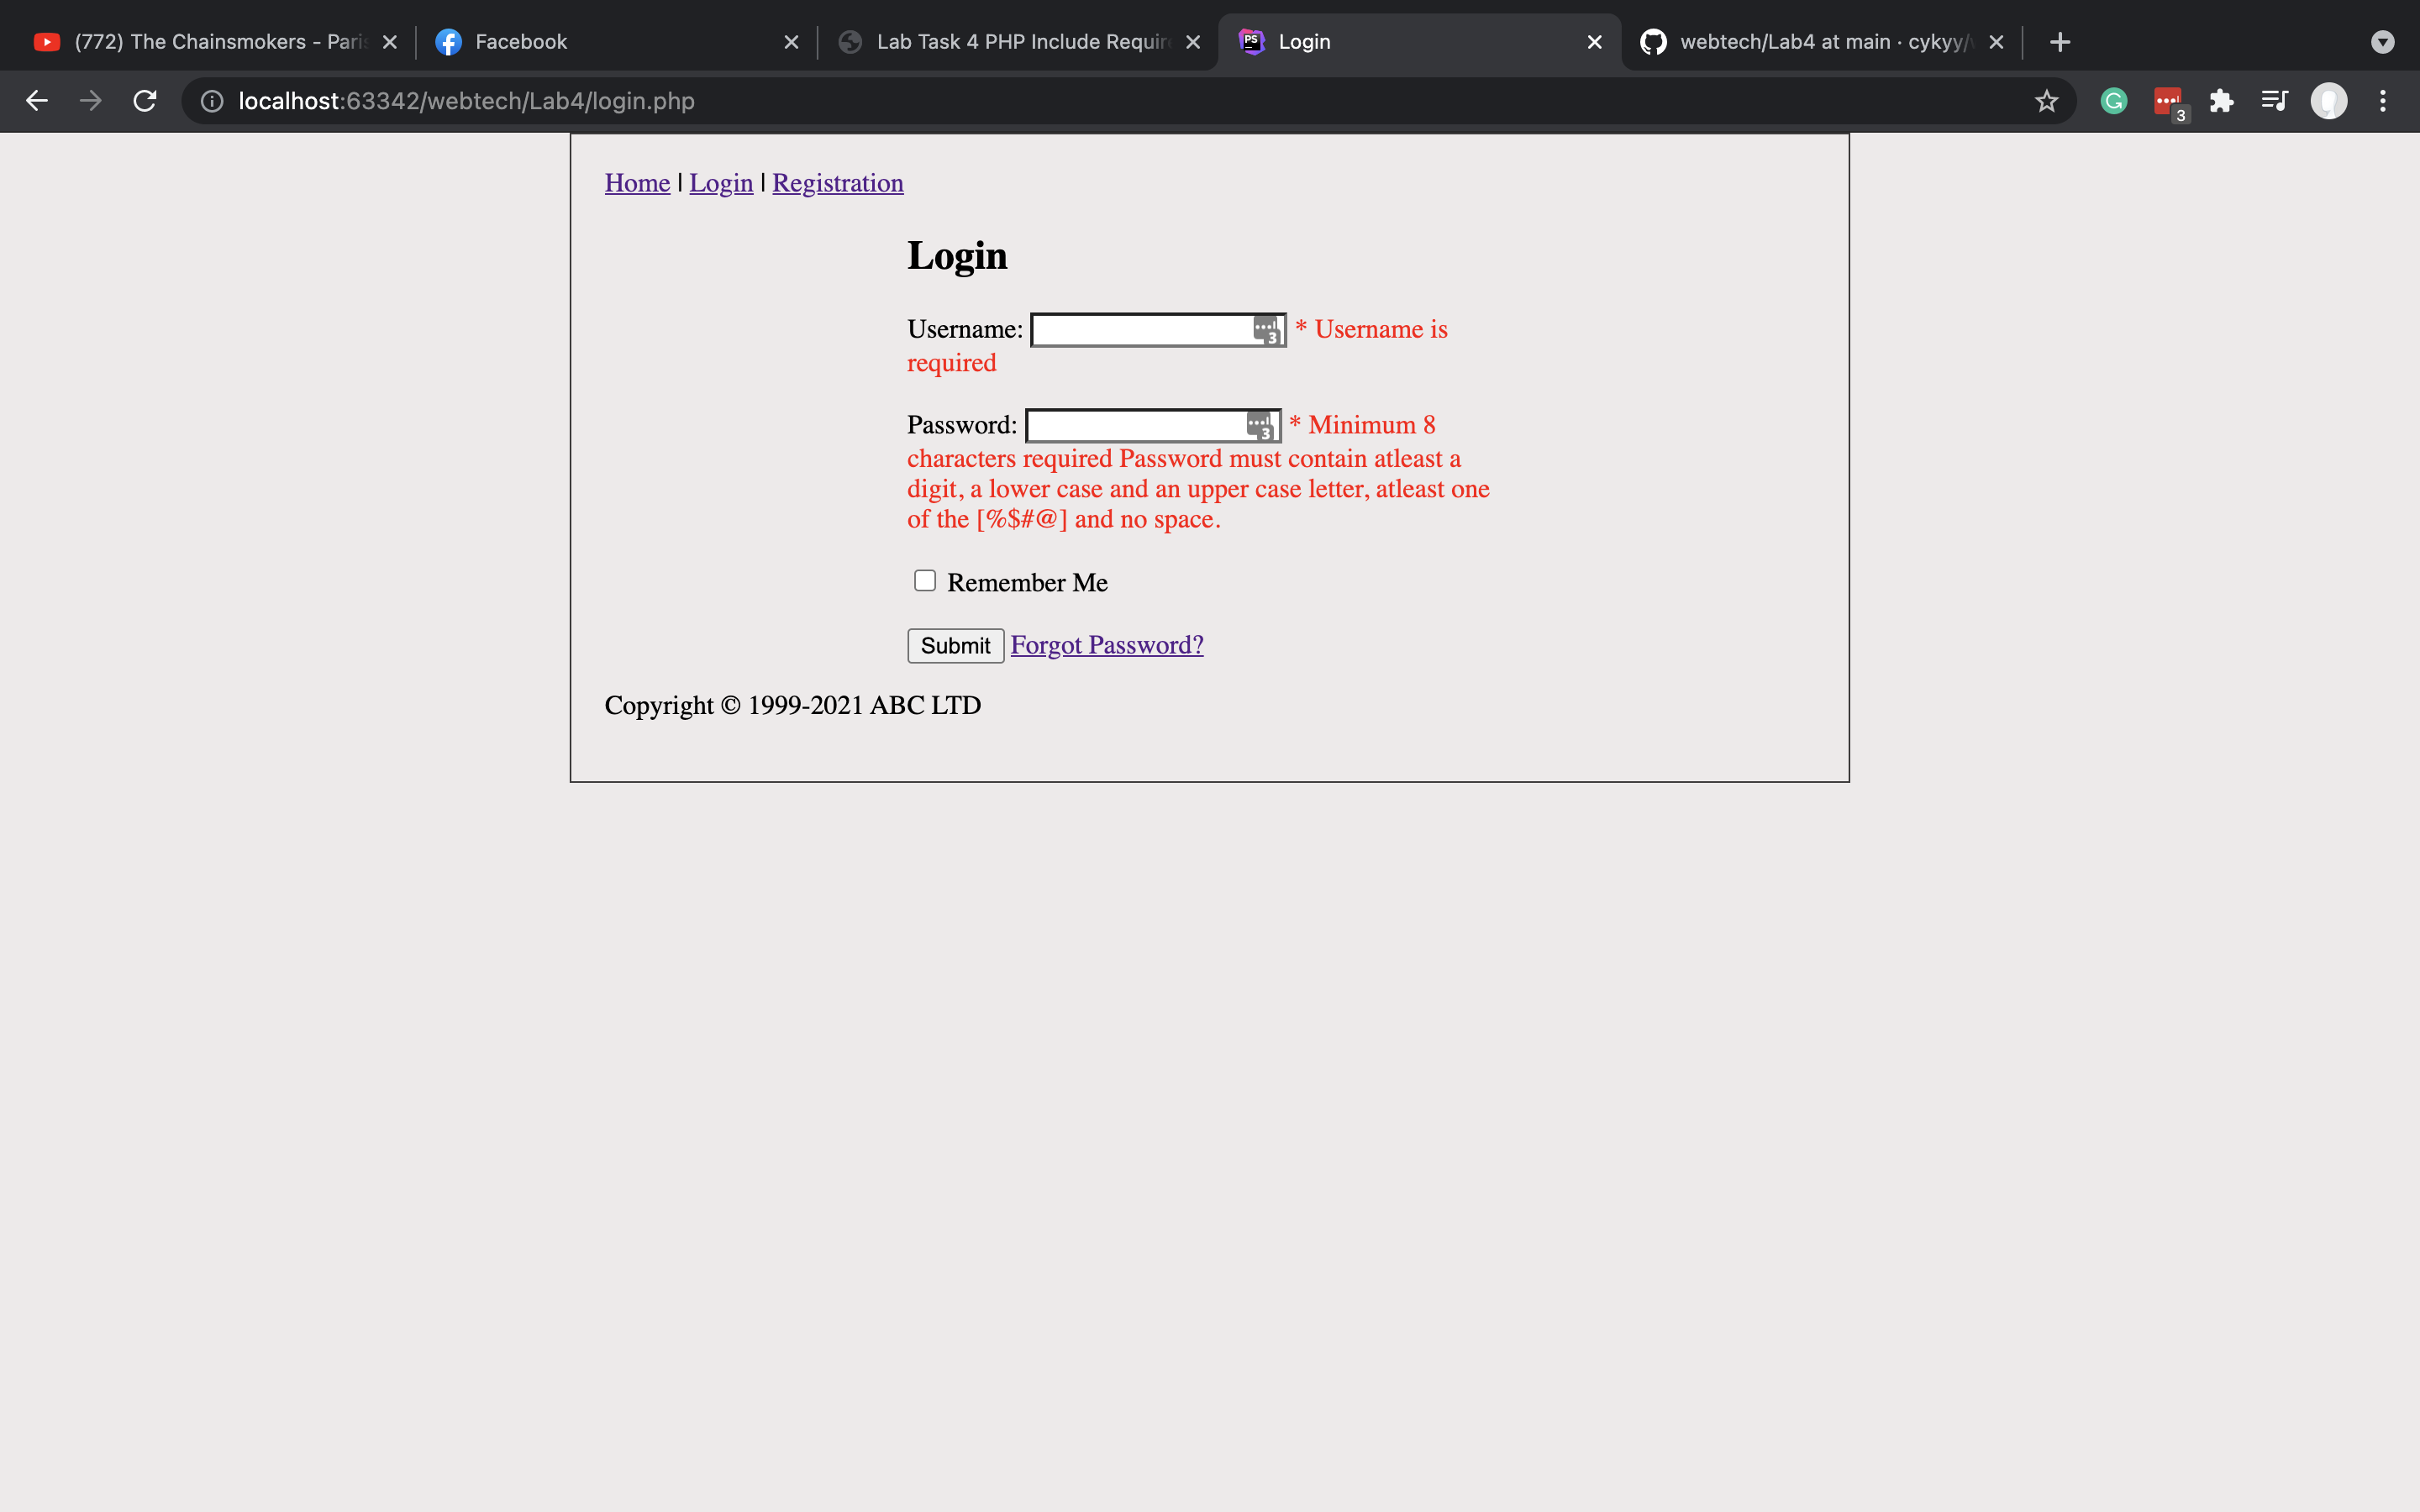 (772) The Chainsmokers - Paris
Facebook
Lab Task 4 PHP Include Require
Login
webtech/Lab4 at main · cykyy/
localhost:63342/webtech/Lab4/login.php
3
Home | Login | Registration
Login
Username: 3 * Username is
required
Password: 3 * Minimum 8
characters required Password must contain atleast a
digit, a lower case and an upper case letter, atleast one
of the [%$#@] and no space.
Remember Me
Submit Forgot Password?
Copyright © 1999-2021 ABC LTD